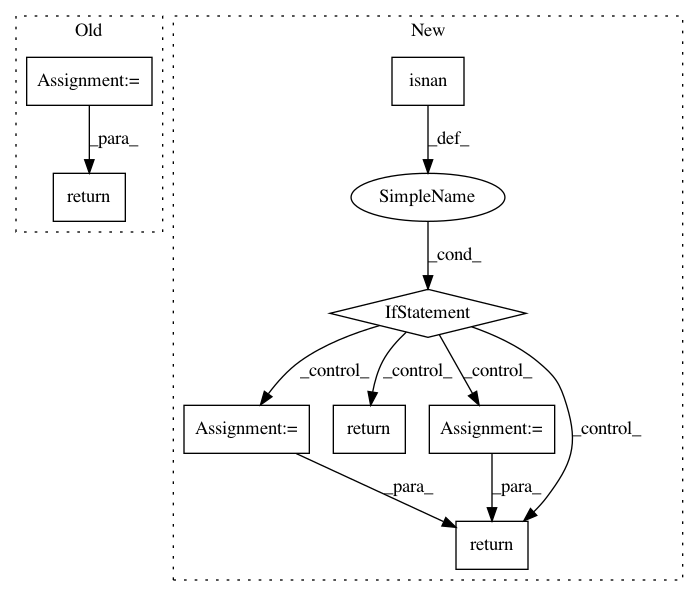 Old
New
Assignment:=
isnan
_para_
_def_
return
SimpleName
_cond_
IfStatement
_control_
_control_
_control_
_control_
Assignment:=
return
Assignment:=
_para_
_para_
return